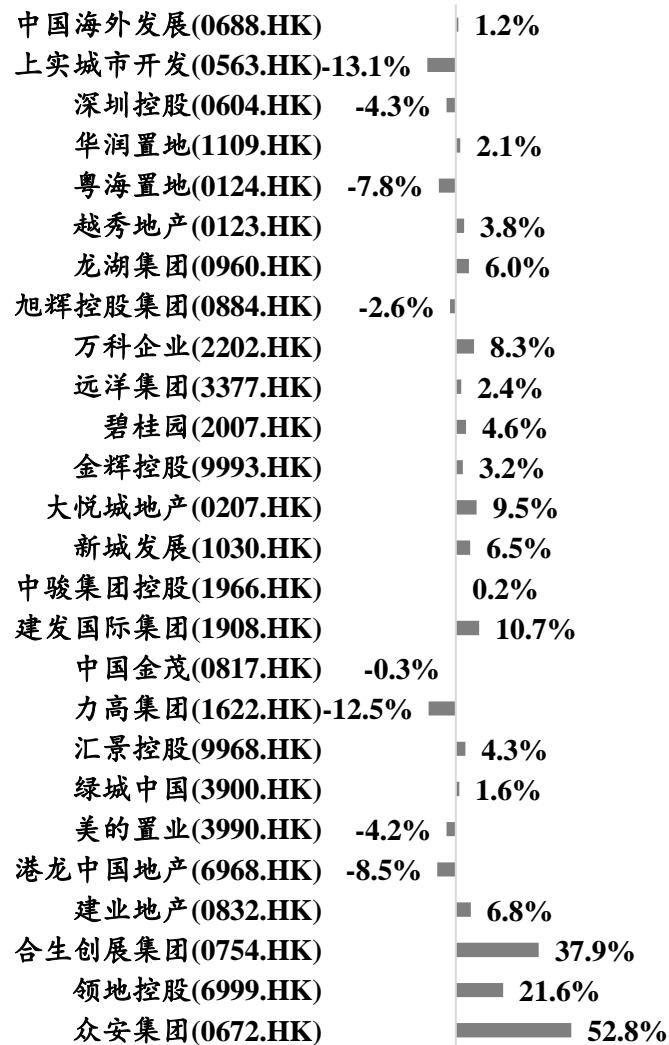 中国海外发展(0688.HK) 1.2%
上实城市开发(0563.HK) -13.1%
深圳控股(0604.HK) -4.3%
华润置地(1109.HK) 2.1%
粤海置地(0124.HK) -7.8%
越秀地产(0123.HK) 3.8%
龙湖集团(0960.HK) 6.0%
旭辉控股集团(0884.HK) -2.6%
万科企业(2202.HK) 8.3%
远洋集团(3377.HK) 2.4%
碧桂园(2007.HK) 4.6%
金辉控股(9993.HK) 3.2%
大悦城地产(0207.HK) 9.5%
新城发展(1030.HK) 6.5%
中骏集团控股(1966.HK) 0.2%
建发国际集团(1908.HK) 10.7%
中国金茂(0817.HK) -0.3%
力高集团(1622.HK) -12.5%
汇景控股(9968.HK) 4.3%
绿城中国(3900.HK) 1.6%
美的置业(3990.HK) -4.2%
港龙中国地产(6968.HK) -8.5%
建业地产(0832.HK) 6.8%
合生创展集团(0754.HK) 37.9%
领地控股(6999.HK) 21.6%
众安集团(0672.HK) 52.8%